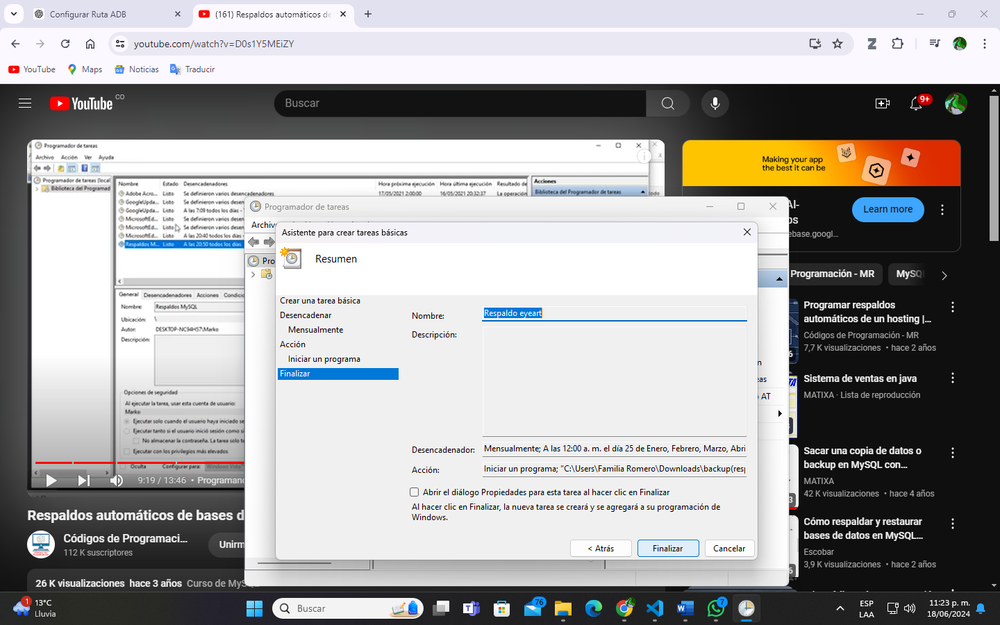 Configurar Ruta ADB
(161) Respaldos automáticos de
youtube.com/watch?v=D0s1Y5MEiZY
YouTube
Maps
Noticias
Traducir
YouTube CO
Buscar
9+
Programador de tareas
Archivo Acción Ver Ayuda
Programador de tareas (local
Biblioteca del Programad
Nombre Estado Desencadenadores Hora próxima ejecución Hora última ejecución Resultado de
Adobe Acro... Listo Se definieron varios desencadenadores 17/05/2021 2:00:00 16/05/2021 20:32:37 La operación
GoogleUpda... Listo Se definieron varios desen
GoogleUpda... Listo A las 7:09 todos los días -
MicrosoftEd... Listo Se definieron varios desen
MicrosoftEd... Listo Se definieron varios desen
MicrosoftEd... Listo A las 20:40 todos los días
Respaldos M... Listo A las 20:50 todos los días
Acciones
Biblioteca del Programador de tareas
General Desencadenadores Acciones Condicio
Nombre: Respaldos MySQL
Ubicación: \
Autor: DESKTOP-NC94H57\Marko
Descripción:
Opciones de seguridad
Al ejecutar la tarea, usar esta cuenta de usuario:
Marko
Ejecutar solo cuando el usuario haya iniciado se
Ejecutar tanto si el usuario inició sesión como si
No almacenar la contraseña. La tarea solo te
Ejecutar con los privilegios más elevados
Oculta Configurar para: Windows Vista
9:19 / 13:46 • Programand
Respaldos automáticos de bases d
Códigos de Programaci...
112 K suscriptores
Unirm
26 K visualizaciones hace 3 años Curso de MyS
Programador de tareas
Archiv
Pro
n
eas
AT
Asistente para crear tareas básicas
Resumen
Crear una tarea básica
Desencadenar
Mensualmente
Acción
Iniciar un programa
Finalizar
Nombre: Respaldo eyeart
Descripción:
Desencadenador: Mensualmente; A las 12:00 a. m. el día 25 de Enero, Febrero, Marzo, Abri
Acción: Iniciar un programa; "C:\Users\Familia Romero\Downloads\backup(resp
Abrir el diálogo Propiedades para esta tarea al hacer clic en Finalizar
Al hacer clic en Finalizar, la nueva tarea se creará y se agregará a su programación de
Windows.
< Atrás
Finalizar
Cancelar
Making your app
the best it can be
AI-
os
ebase.googl...
Learn more
Programación - MR
MySQL
Programar respaldos
automáticos de un hosting |...
Códigos de Programación - MR
7,7 K visualizaciones • hace 2 años
Sistema de ventas en java
MATIXA · Lista de reproducción
Sacar una copia de datos o
backup en MySQL con...
MATIXA
42 K visualizaciones • hace 4 años
Cómo respaldar y restaurar
bases de datos en MySQL...
Escobar
3,9 K visualizaciones • hace 2 años
1
13°C
Lluvia
Buscar
76
7
ESP
LAA
11:23 p. m.
18/06/2024